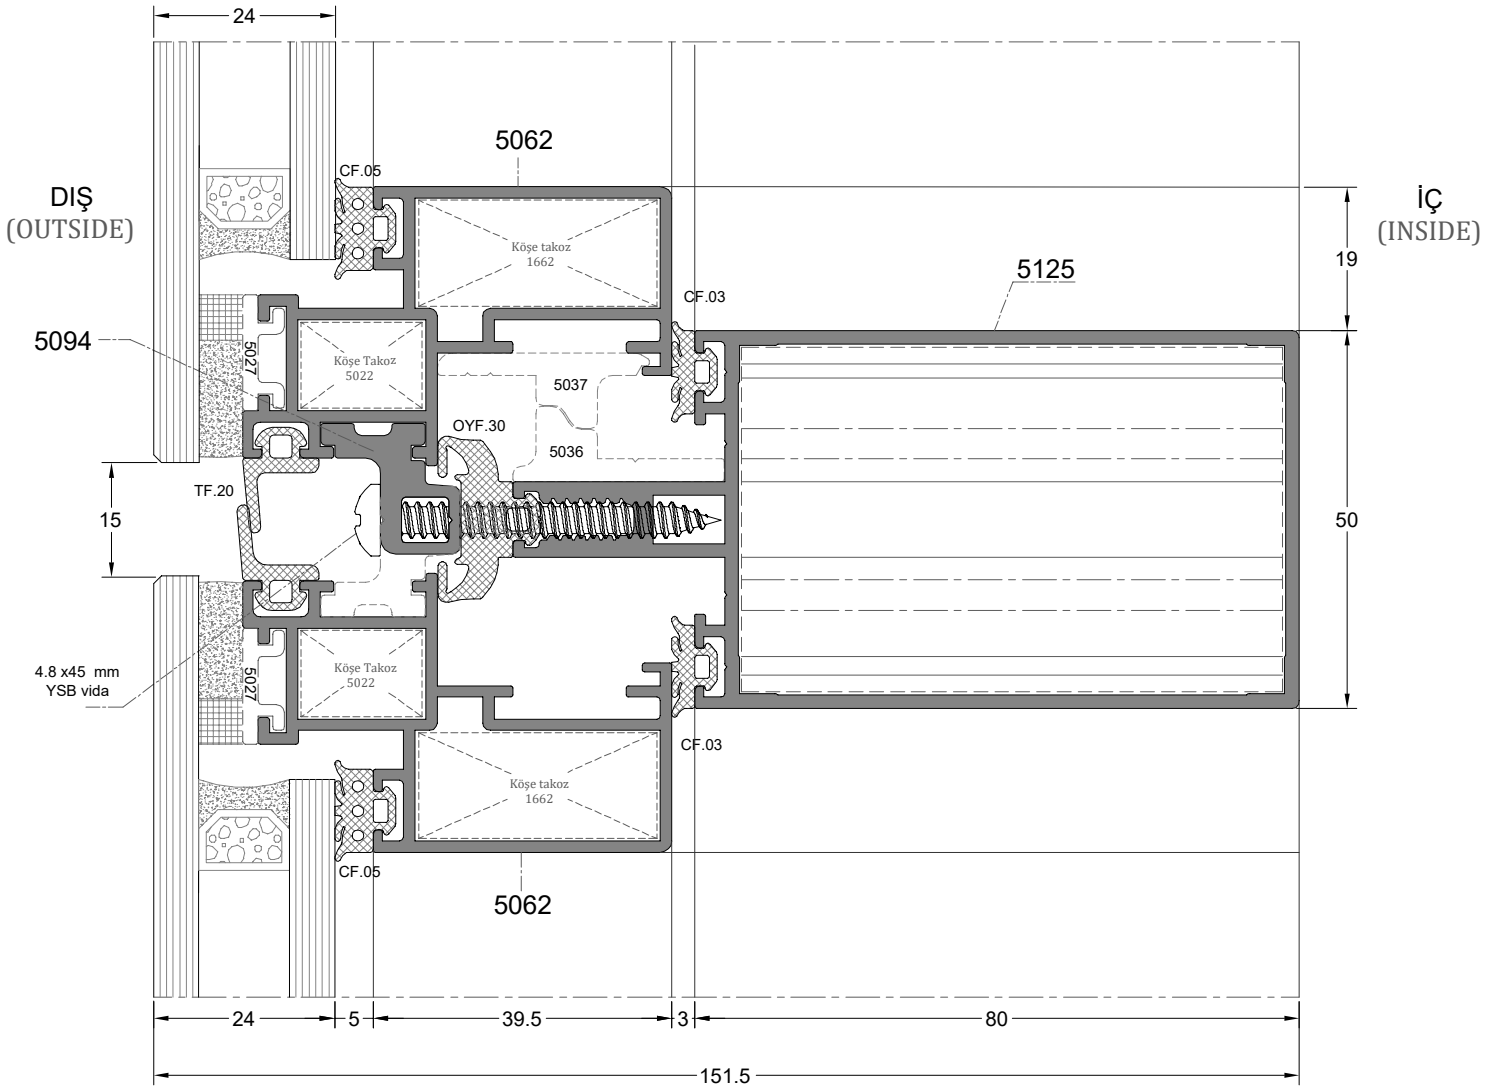 24
5062
CF.05
DIŞ
(OUTSIDE)
İÇ
(INSIDE)
Köşe takoz
1662
19
5125
CF.03
5094
5027
Köşe Takoz
5022
5037
OYF.30
5036
TF.20
15
50
4.8 x45 mm
YSB vida
5027
Köşe Takoz
5022
CF.03
Köşe takoz
1662
CF.05
5062
24
5
39.5
3
80
151.5